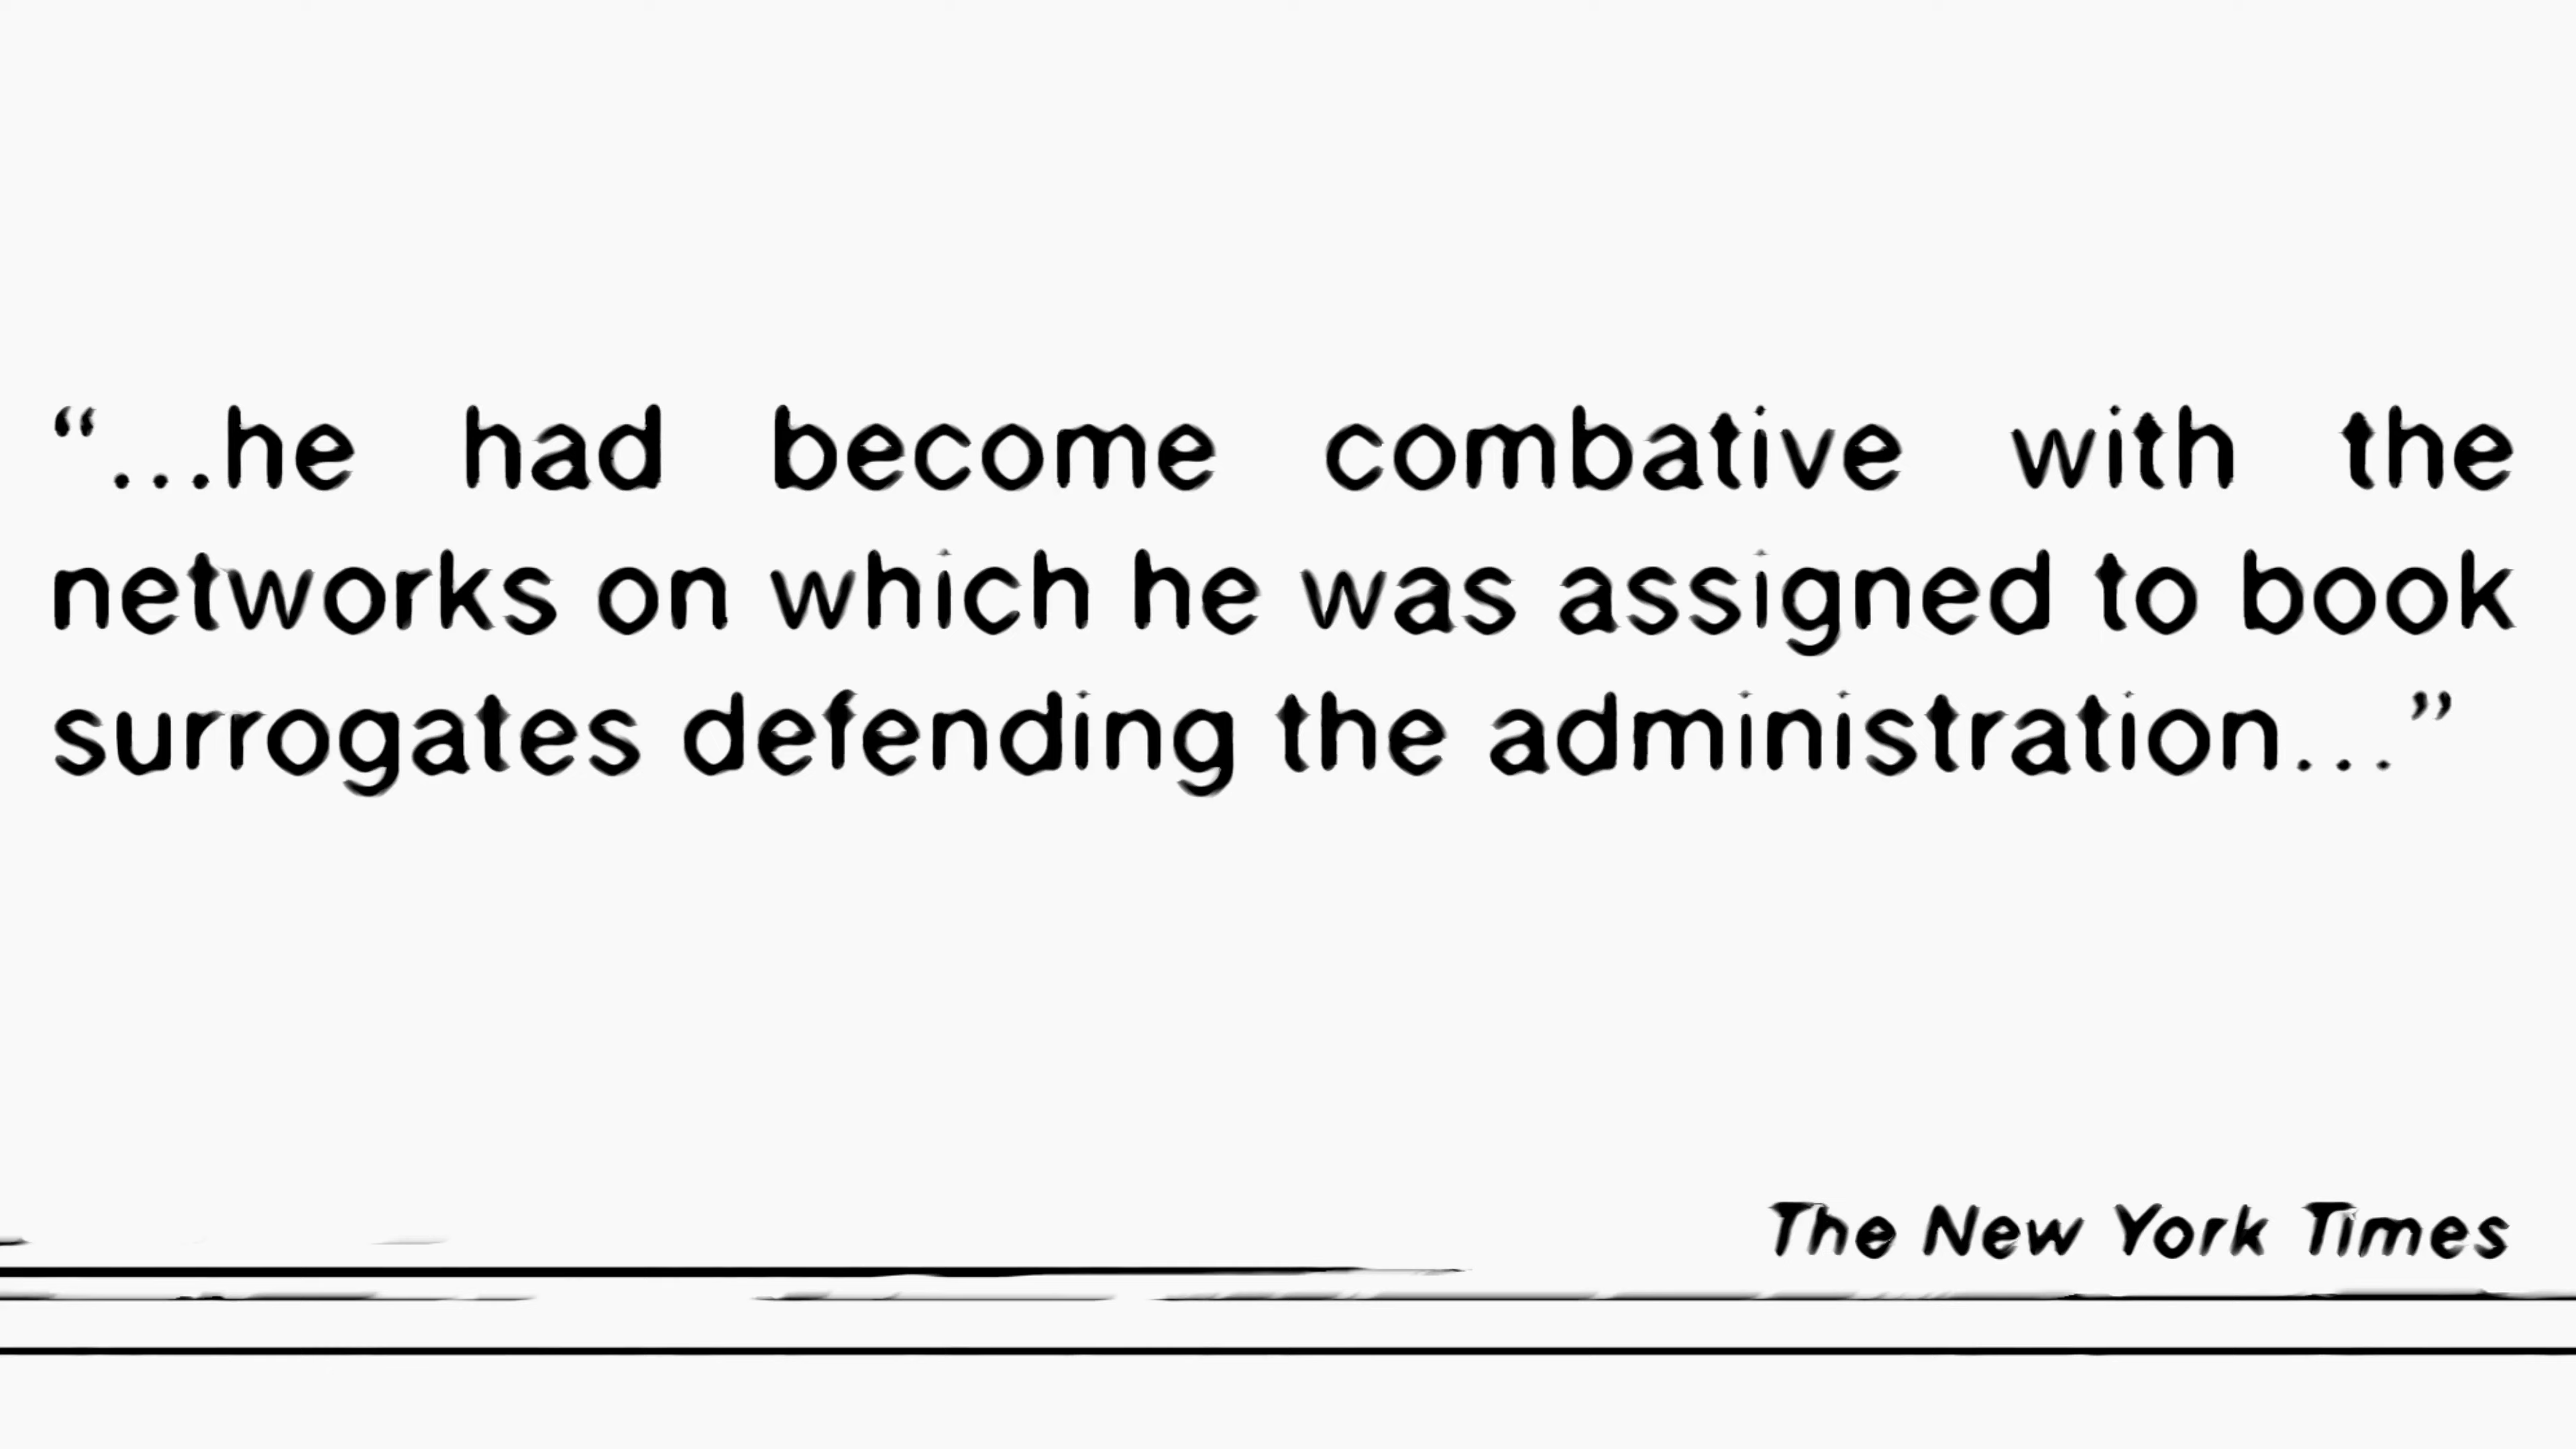 “...he had become combative with the
networks on which he was assigned to book
surrogates defending the administration...”
The New York Times